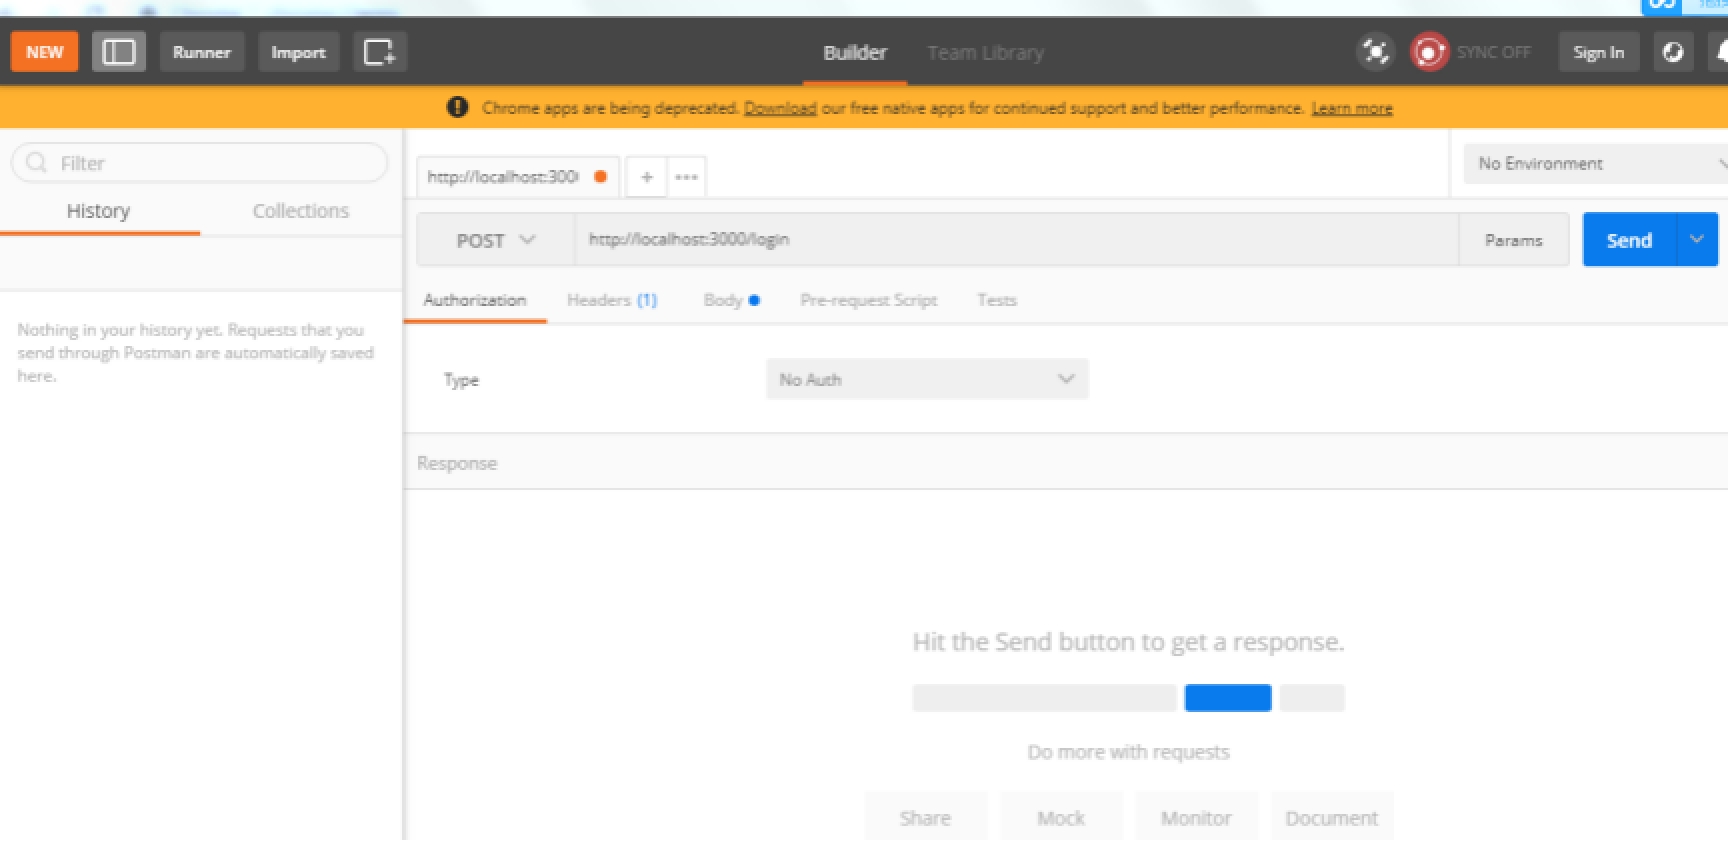 NEW Runner Import Builder Team Library SYNC OFF Sign In
Chrome apps are being deprecated. Download our free native apps for continued support and better performance. Learn more
Filter
History Collections
Nothing in your history yet. Requests that you
send through Postman are automatically saved
here.
http://localhost:300 + ••• No Environment
POST http://localhost:3000/login Params Send
Authorization Headers (1) Body Pre-request Script Tests
Type No Auth
Response
Hit the Send button to get a response.
Do more with requests
Share Mock Monitor Document